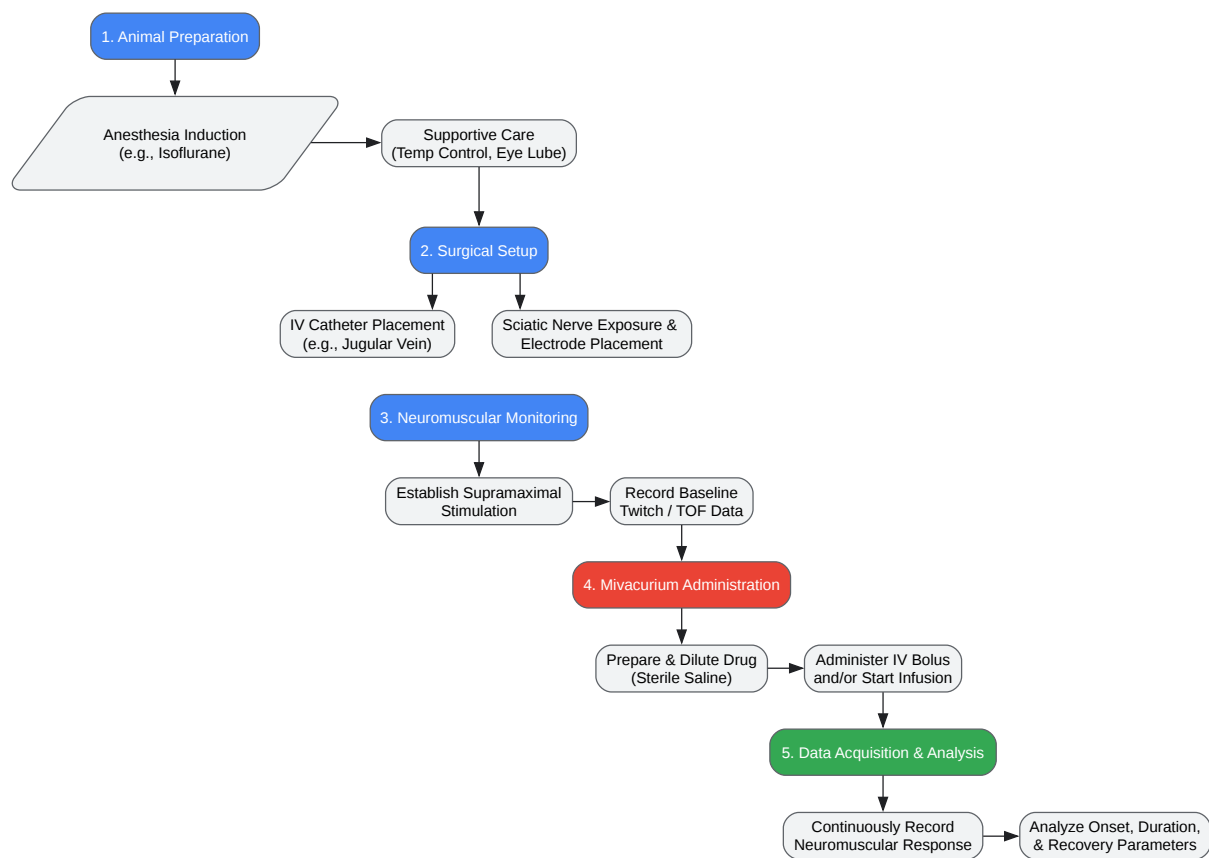 1. Animal Preparation
Anesthesia Induction
(e.g., Isoflurane)
Supportive Care
(Temp Control, Eye Lube)
2. Surgical Setup
IV Catheter Placement
(e.g., Jugular Vein)
Sciatic Nerve Exposure &
Electrode Placement
3. Neuromuscular Monitoring
Establish Supramaximal
Stimulation
Record Baseline
Twitch / TOF Data
4. Mivacurium Administration
Prepare & Dilute Drug
(Sterile Saline)
Administer IV Bolus
and/or Start Infusion
5. Data Acquisition & Analysis
Continuously Record
Neuromuscular Response
Analyze Onset, Duration,
& Recovery Parameters